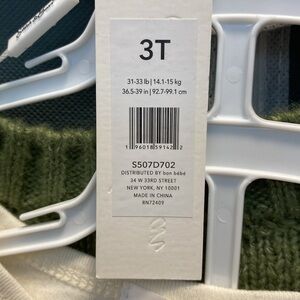 3T
31-33 lb | 14.1-15 kg
36.5-39 in | 92.7-99.1 cm
S507D702
DISTRIBUTED BY bon bébé
34 W 33RD STREET
NEW YORK, NY 10001
MADE IN CHINA
RN72409